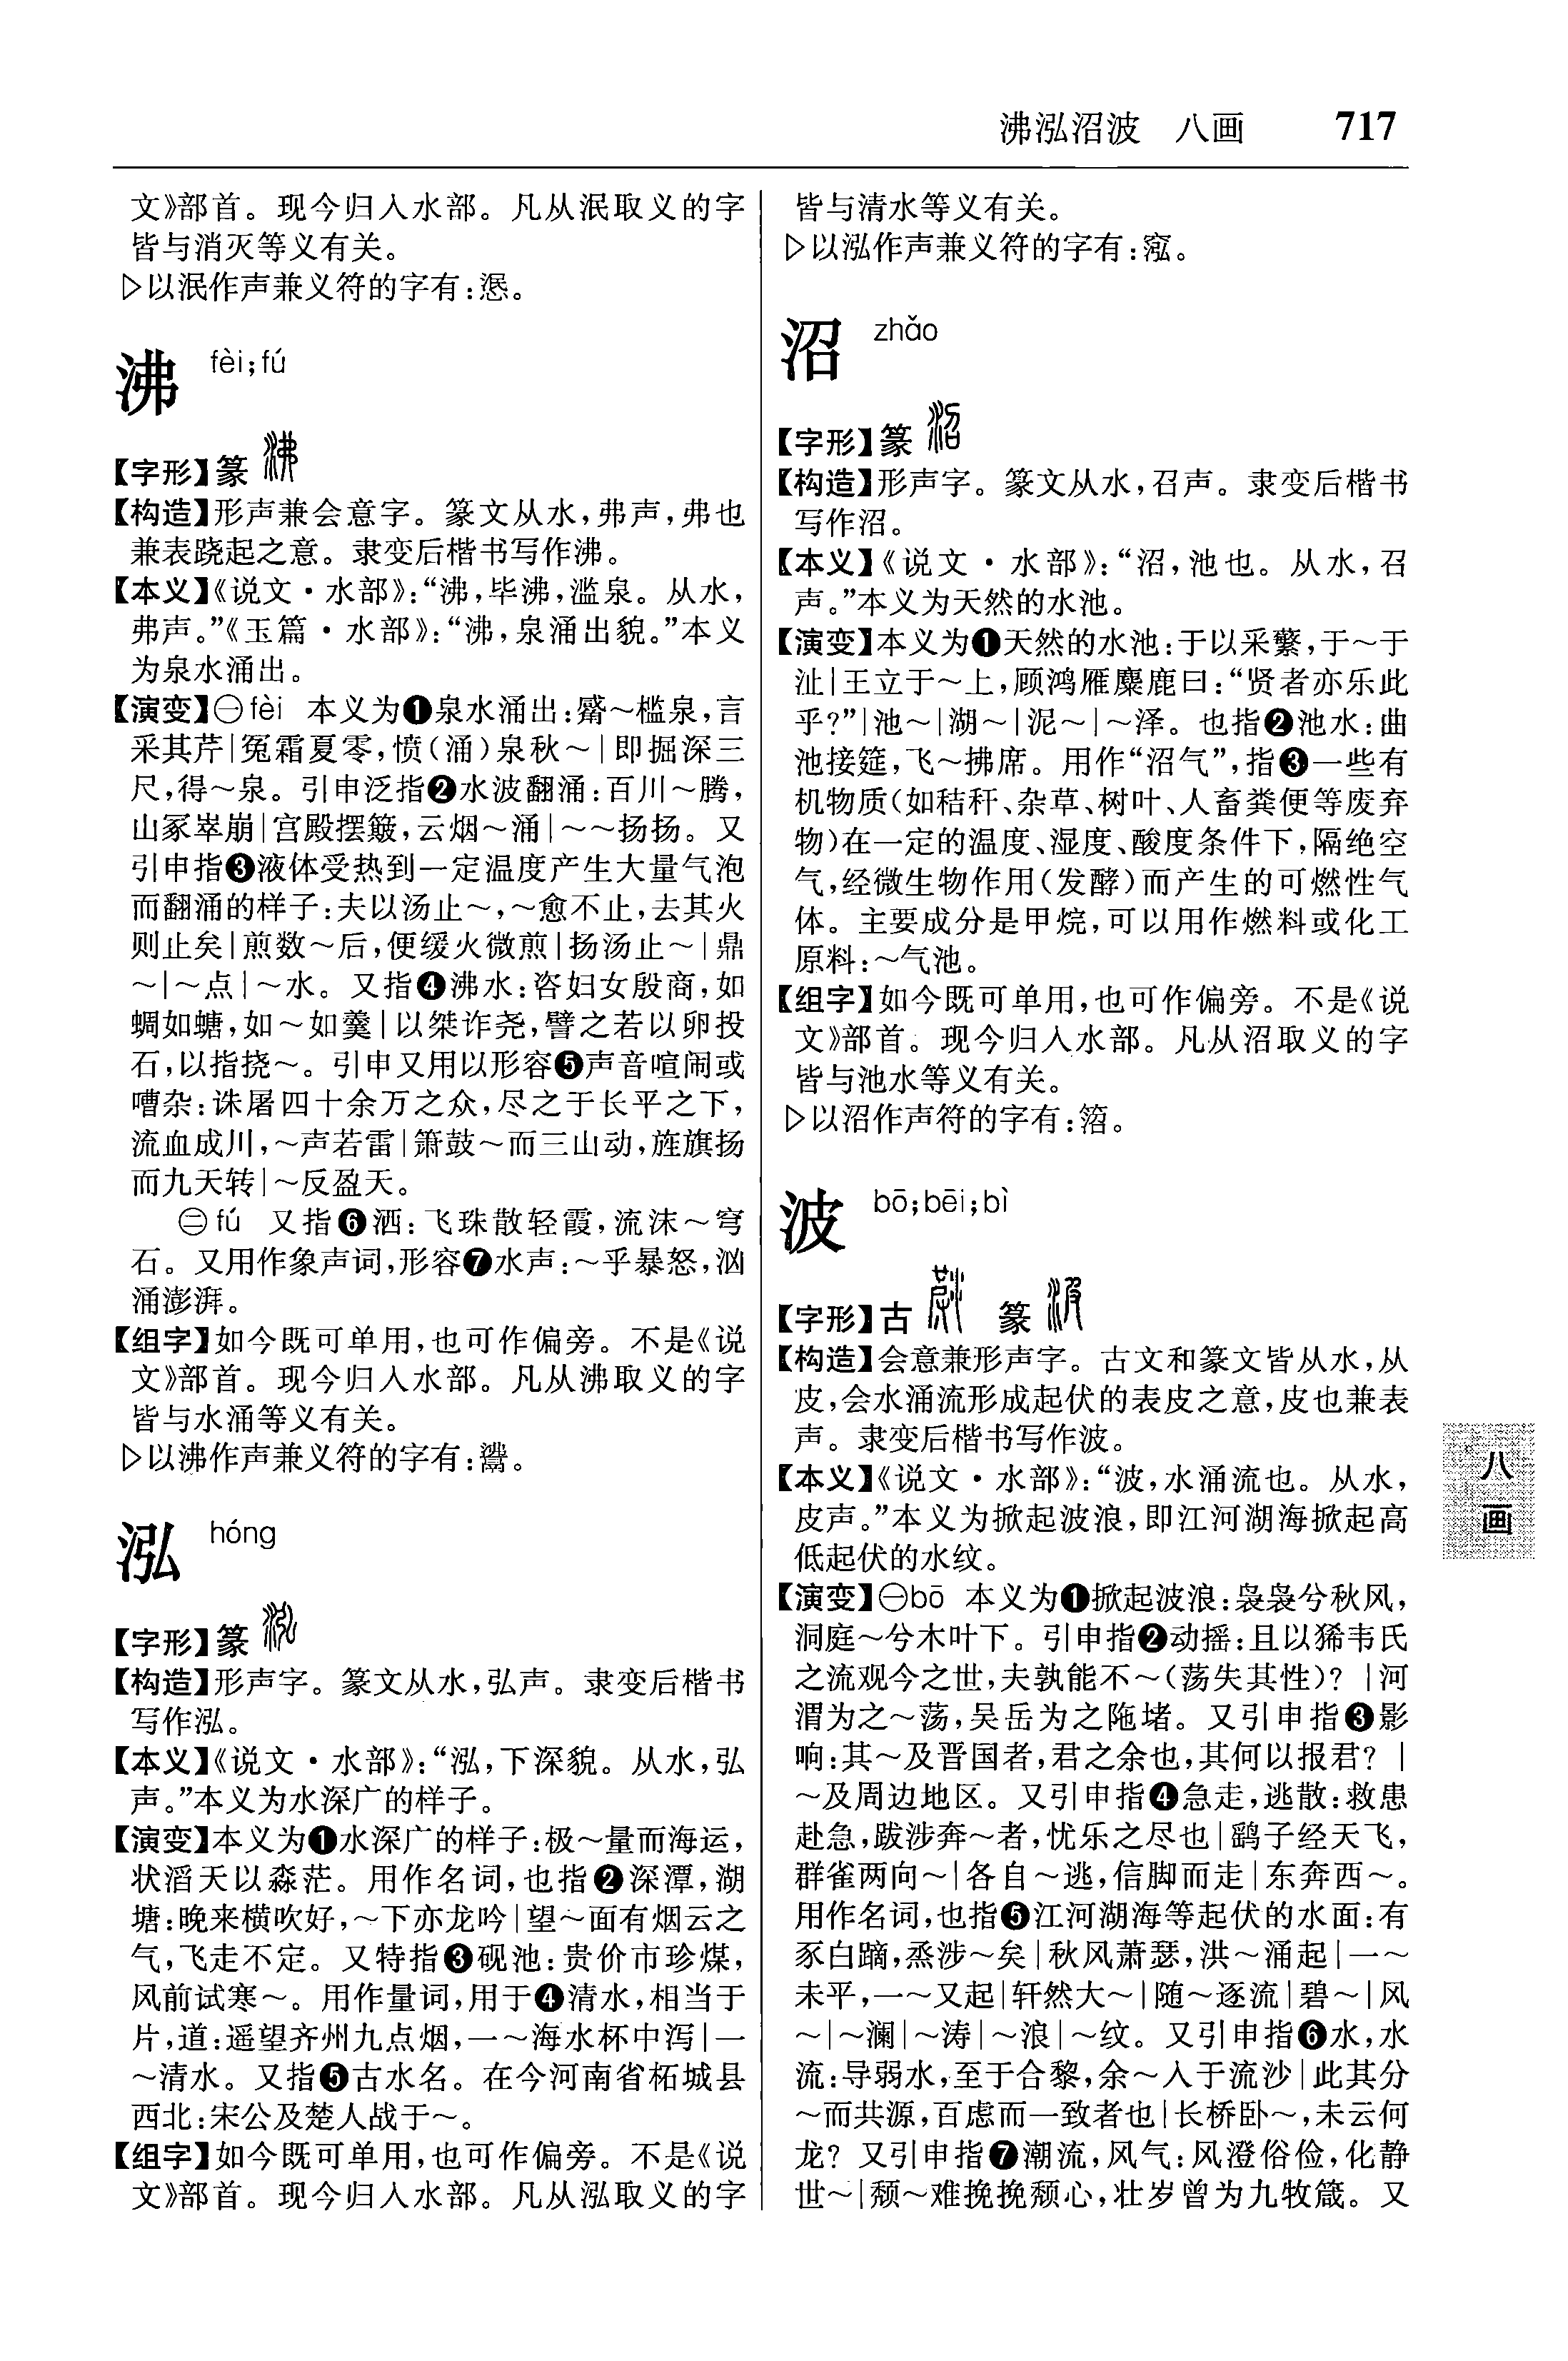 沸泓沼波 八画 717
文》部首。现今归入水部。凡从泯取义的字
皆与消灭等义有关。
▷以泯作声兼义符的字有:愍。
沸 fèi;fú
【字形】篆
【构造】形声兼会意字。篆文从水,弗声,弗也
兼表跷起之意。隶变后楷书写作沸。
【本义】《说文·水部》:“沸,毕沸,滥泉。从水,
弗声。”《玉篇·水部》:“沸,泉涌出貌。”本义
为泉水涌出。
【演变】㊀fèi 本义为❶泉水涌出:觱~槛泉,言
采其芹|冤霜夏零,愤(涌)泉秋~|即掘深三
尺,得~泉。引申泛指❷水波翻涌:百川~腾,
山冢崒崩|宫殿摆簸,云烟~涌|~~扬扬。又
引申指❸液体受热到一定温度产生大量气泡
而翻涌的样子:夫以汤止~,~愈不止,去其火
则止矣|煎数~后,便缓火微煎|扬汤止~|鼎
~|~点|~水。又指❹沸水:咨妇女殷商,如
蜩如螗,如~如羹|以桀诈尧,譬之若以卵投
石,以指挠~。引申又用以形容❺声音喧闹或
嘈杂:诛屠四十余万之众,尽之于长平之下,
流血成川,~声若雷|箫鼓~而三山动,旌旗扬
而九天转|~反盈天。
㊁fú 又指❻洒:飞珠散轻霞,流沫~穹
石。又用作象声词,形容❼水声:~乎暴怒,汹
涌澎湃。
【组字】如今既可单用,也可作偏旁。不是《说
文》部首。现今归入水部。凡从沸取义的字
皆与水涌等义有关。
▷以沸作声兼义符的字有:。
泓 hóng
【字形】篆
【构造】形声字。篆文从水,弘声。隶变后楷书
写作泓。
【本义】《说文·水部》:“泓,下深貌。从水,弘
声。”本义为水深广的样子。
【演变】本义为❶水深广的样子:极~量而海运,
状滔天以淼茫。用作名词,也指❷深潭,湖
塘:晚来横吹好,~下亦龙吟|望~面有烟云之
气,飞走不定。又特指❸砚池:贵价市珍煤,
风前试寒~。用作量词,用于❹清水,相当于
片,道:遥望齐州九点烟,一~海水杯中泻|一
~清水。又指❺古水名。在今河南省柘城县
西北:宋公及楚人战于~。
【组字】如今既可单用,也可作偏旁。不是《说
文》部首。现今归入水部。凡从泓取义的字
皆与清水等义有关。
▷以泓作声兼义符的字有:。
沼 zhǎo
【字形】篆
【构造】形声字。篆文从水,召声。隶变后楷书
写作沼。
【本义】《说文·水部》:“沼,池也。从水,召
声。”本义为天然的水池。
【演变】本义为❶天然的水池:于以采蘩,于~于
沚|王立于~上,顾鸿雁麋鹿曰:“贤者亦乐此
乎?”|池~|湖~|泥~|~泽。也指❷池水:曲
池接筵,飞~拂席。用作“沼气”,指❸一些有
机物质(如秸秆、杂草、树叶、人畜粪便等废弃
物)在一定的温度、湿度、酸度条件下,隔绝空
气,经微生物作用(发酵)而产生的可燃性气
体。主要成分是甲烷,可以用作燃料或化工
原料:~气池。
【组字】如今既可单用,也可作偏旁。不是《说
文》部首。现今归入水部。凡从沼取义的字
皆与池水等义有关。
▷以沼作声符的字有:。
波 bō;bēi;bì
【字形】古 篆
【构造】会意兼形声字。古文和篆文皆从水,从
皮,会水涌流形成起伏的表皮之意,皮也兼表
声。隶变后楷书写作波。
【本义】《说文·水部》:“波,水涌流也。从水,
皮声。”本义为掀起波浪,即江河湖海掀起高
低起伏的水纹。
【演变】㊀bō 本义为❶掀起波浪:袅袅兮秋风,
洞庭~兮木叶下。引申指❷动摇:且以狶韦氏
之流观今之世,夫孰能不~(荡失其性)? |河
渭为之~荡,吴岳为之陁堵。又引申指❸影
响:其~及晋国者,君之余也,其何以报君? |
~及周边地区。又引申指❹急走,逃散:救患
赴急,跋涉奔~者,忧乐之尽也|鹞子经天飞,
群雀两向~|各自~逃,信脚而走|东奔西~。
用作名词,也指❺江河湖海等起伏的水面:有
豕白蹢,烝涉~矣|秋风萧瑟,洪~涌起|一~
未平,一~又起|轩然大~|随~逐流|碧~|风
~|~澜|~涛|~浪|~纹。又引申指❻水,水
流:导弱水,至于合黎,余~入于流沙|此其分
~而共源,百虑而一致者也|长桥卧~,未云何
龙? 又引申指❼潮流,风气:风澄俗俭,化静
世~|颓~难挽挽颓心,壮岁曾为九牧箴。又
八
画